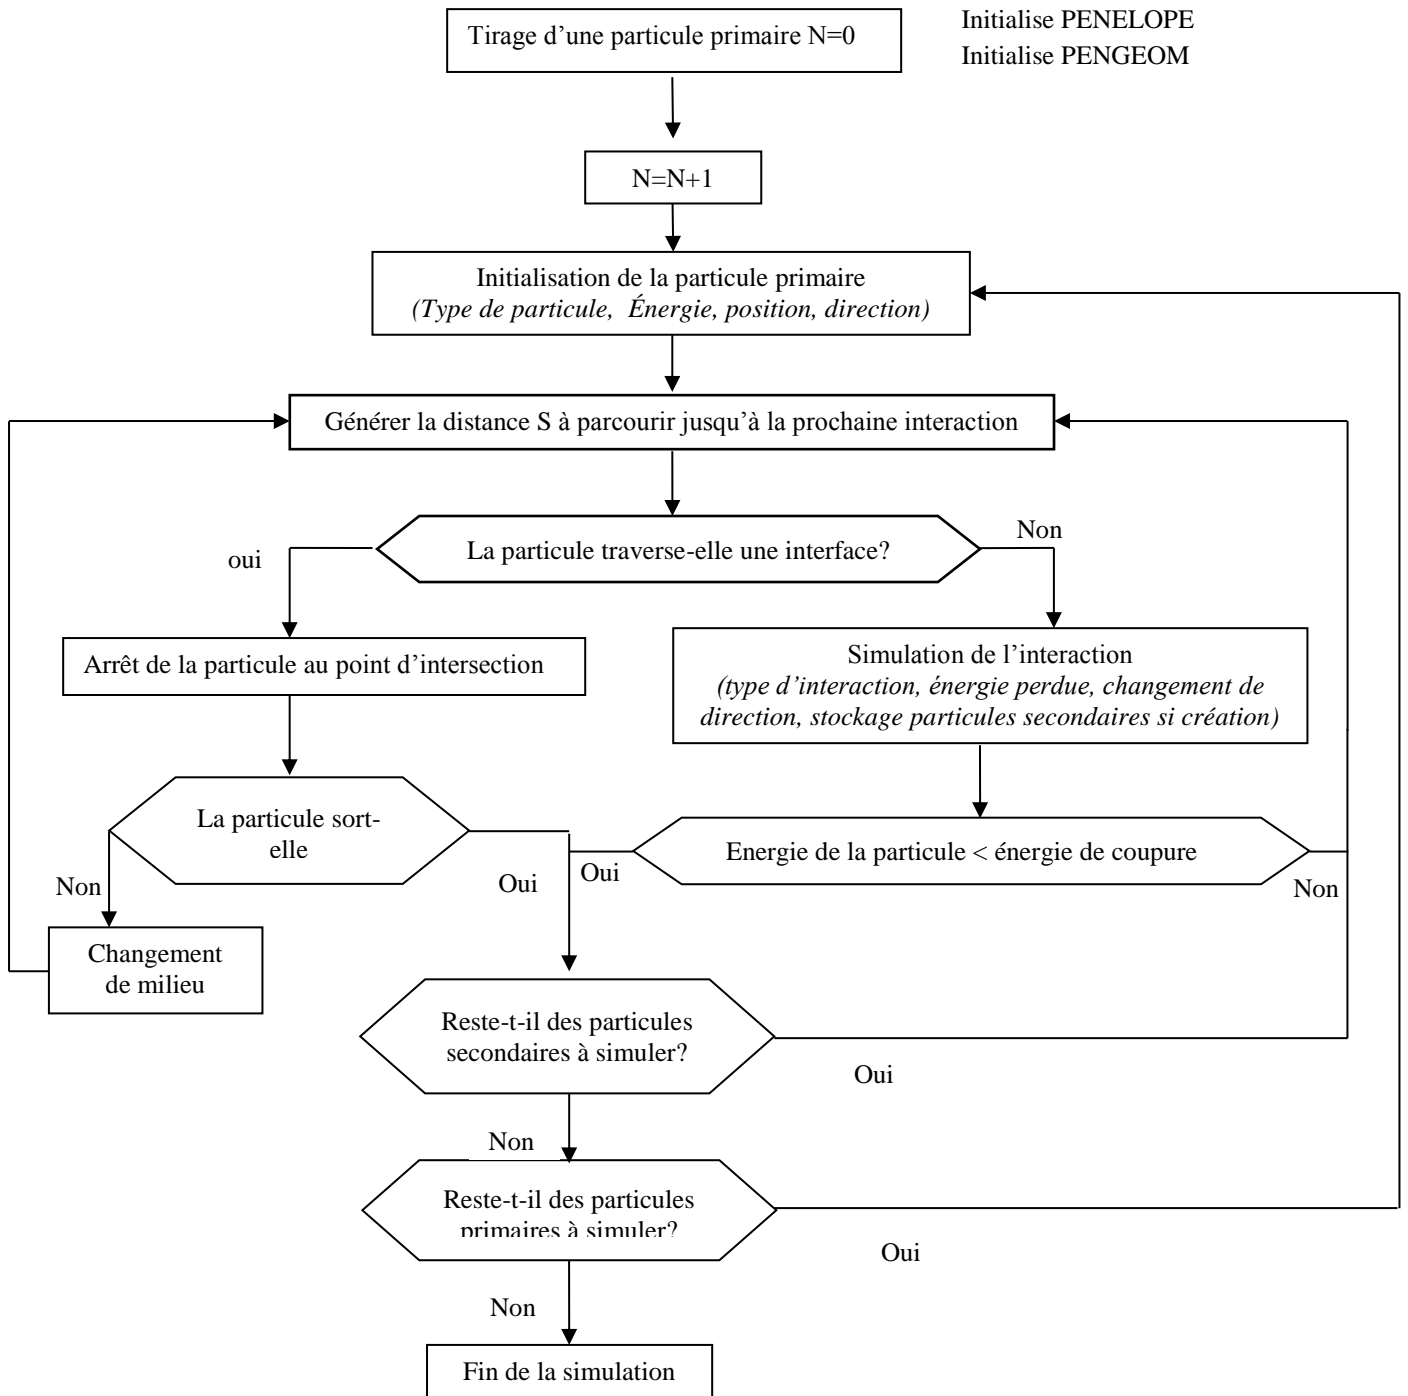 Tirage d'une particule primaire N=0
Initialise PENELOPE
Initialise PENGEOM
N=N+1
Initialisation de la particule primaire
(Type de particule, Énergie, position, direction)
Générer la distance S à parcourir jusqu'à la prochaine interaction
La particule traverse-elle une interface?
oui
Non
Arrêt de la particule au point d'intersection
Simulation de l'interaction
(type d'interaction, énergie perdue, changement de
direction, stockage particules secondaires si création)
La particule sort-
elle
Energie de la particule < énergie de coupure
Non
Oui
Oui
Non
Changement
de milieu
Reste-t-il des particules
secondaires à simuler?
Oui
Non
Reste-t-il des particules
primaires à simuler?
Oui
Non
Fin de la simulation